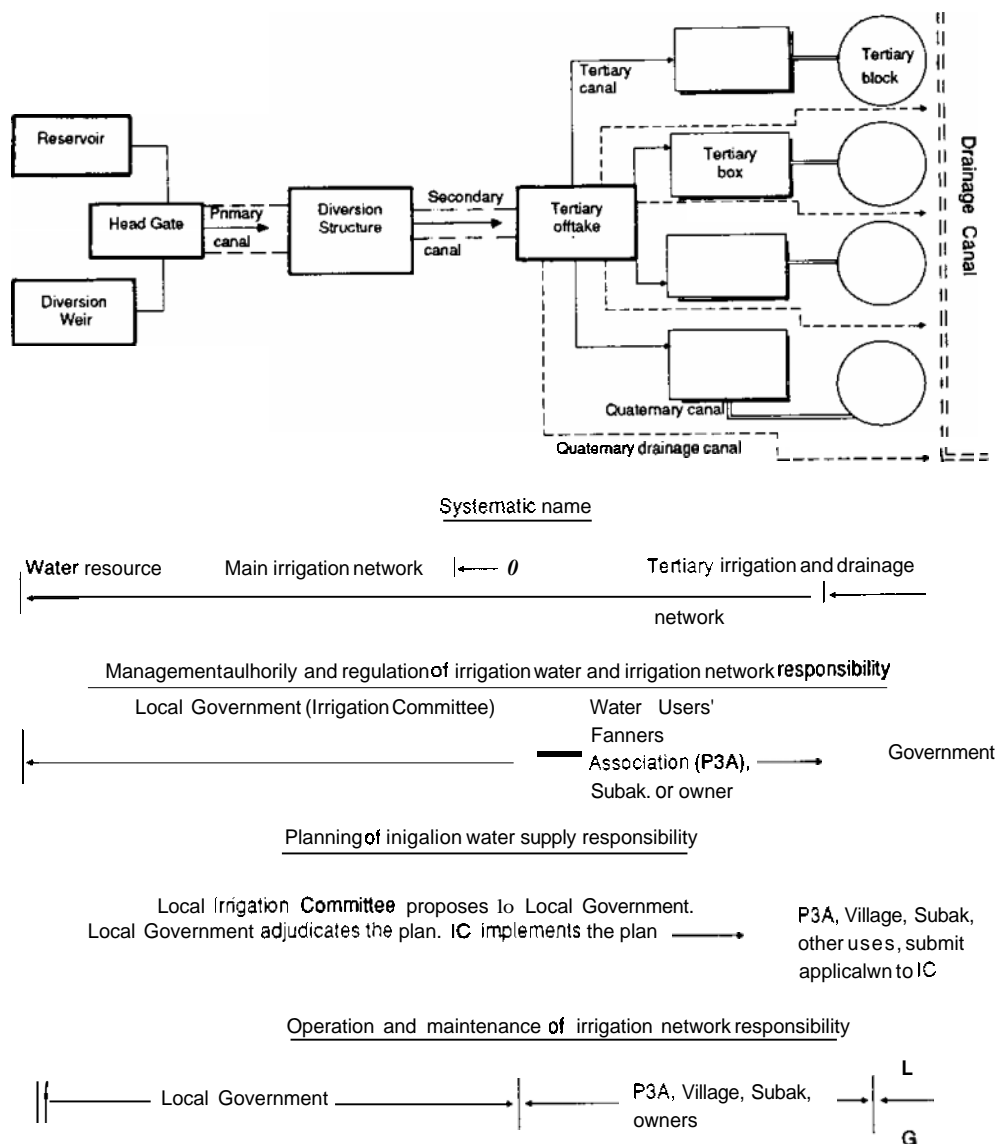 Reservoir
Head Gate
Diversion
Weir
Primary
canal
Diversion
Structure
Secondary
canal
Tertiary
offtake
Tertiary
canal
Tertiary
block
Tertiary
box
Quaternary canal
Quaternary drainage canal
Drainage Canal
Systematic name
Water resource Main irrigation network 0 Tertiary irrigation and drainage
network
Managementaulhorily and regulation of irrigation water and irrigation network responsibility
Local Government (Irrigation Committee)
Water Users'
Fanners
Association (P3A),
Subak. or owner
Government
Planning of inigalion water supply responsibility
Local Irrigation Committee proposes lo Local Government.
Local Government adjudicates the plan. IC implements the plan
P3A, Village, Subak,
other uses, submit
applicalwn to IC
Operation and maintenance of irrigation network responsibility
Local Government
P3A, Village, Subak,
owners
L
G